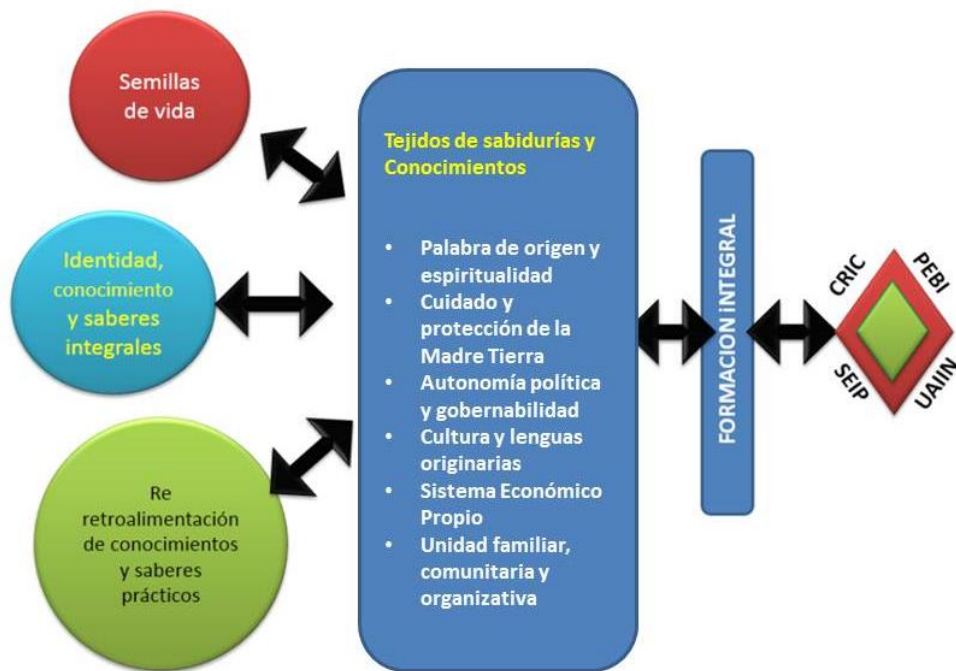 Semillas
de vida
Identidad,
conocimiento
y saberes
integrales
Re
retroalimentación
de conocimientos
y saberes
prácticos
Tejidos de sabidurías y
Conocimientos
• Palabra de origen y
espiritualidad
• Cuidado y
protección de la
Madre Tierra
• Autonomía política
y gobernabilidad
• Cultura y lenguas
originarias
• Sistema Económico
Propio
• Unidad familiar,
comunitaria y
organizativa
FORMACION iNTEGRAL
CRIC
PEBI
SEIP
UAIIN